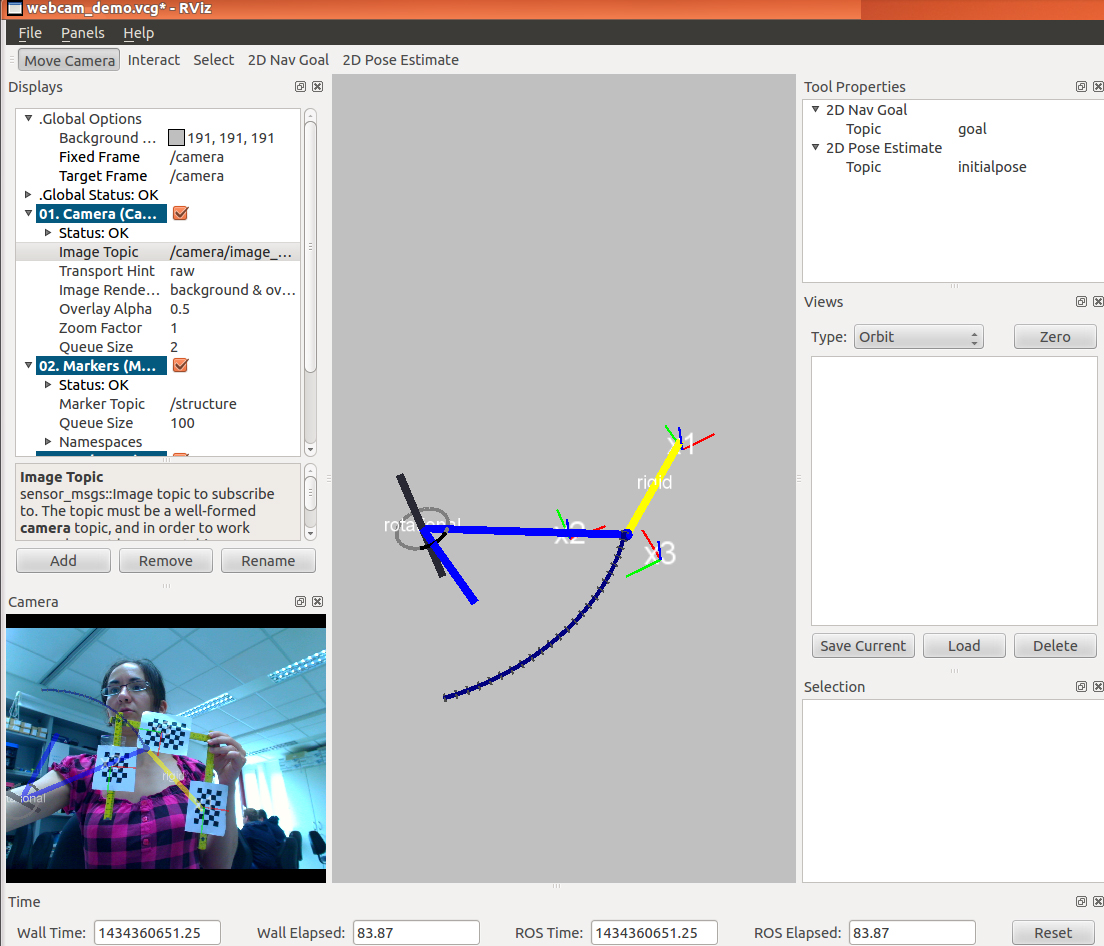 webcam_demo.vcg* - RViz
File Panels Help
Move Camera Interact Select 2D Nav Goal 2D Pose Estimate
Displays
.Global Options
Background ... 191, 191, 191
Fixed Frame /camera
Target Frame /camera
.Global Status: OK
01. Camera (Ca...
Status: OK
Image Topic /camera/image_...
Transport Hint raw
Image Rende... background & ov...
Overlay Alpha 0.5
Zoom Factor 1
Queue Size 2
02. Markers (M...
Status: OK
Marker Topic /structure
Queue Size 100
Namespaces
Image Topic
sensor_msgs::Image topic to subscribe
to. The topic must be a well-formed
camera topic, and in order to work
Add Remove Rename
Camera
rigid
tational
x1
rigid
rotational
x2
x3
Tool Properties
2D Nav Goal
Topic goal
2D Pose Estimate
Topic initialpose
Views
Type: Orbit Zero
Save Current Load Delete
Selection
Time
Wall Time: 1434360651.25 Wall Elapsed: 83.87 ROS Time: 1434360651.25 ROS Elapsed: 83.87 Reset